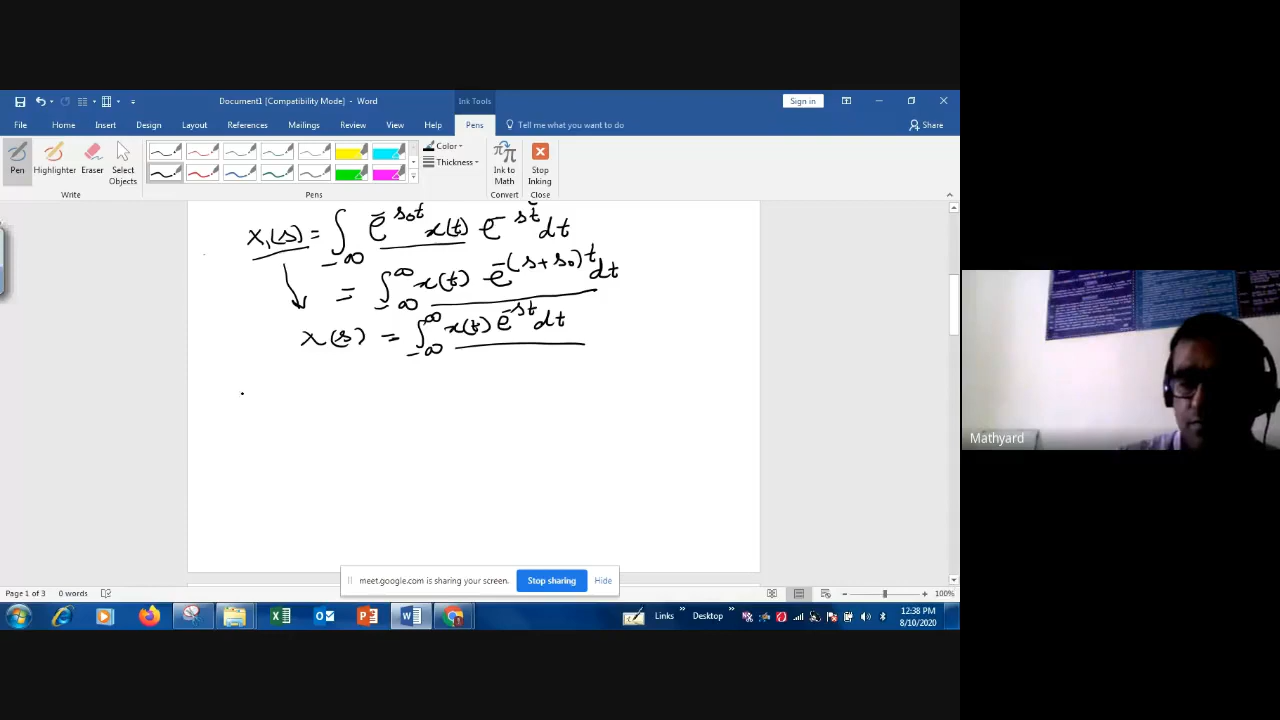 Document1 [Compatibility Mode] - Word
Ink Tools
Sign in
File Home Insert Design Layout References Mailings Review View Help Pens Tell me what you want to do Share
Pen Highlighter Eraser Select Objects
Color
Thickness
Ink to Math
Stop Inking
Write Pens Convert Close
X₁(s) = ∫_{-∞} e^{-s₀t} x(t) e^{-st} dt
= ∫_{-∞}^{∞} x(t) e^{-(s+s₀)t} dt
X(s) = ∫_{-∞}^{∞} x(t) e^{-st} dt
Mathyard
meet.google.com is sharing your screen. Stop sharing Hide
Page 1 of 3 0 words 100%
Links » Desktop » 12:38 PM
8/10/2020